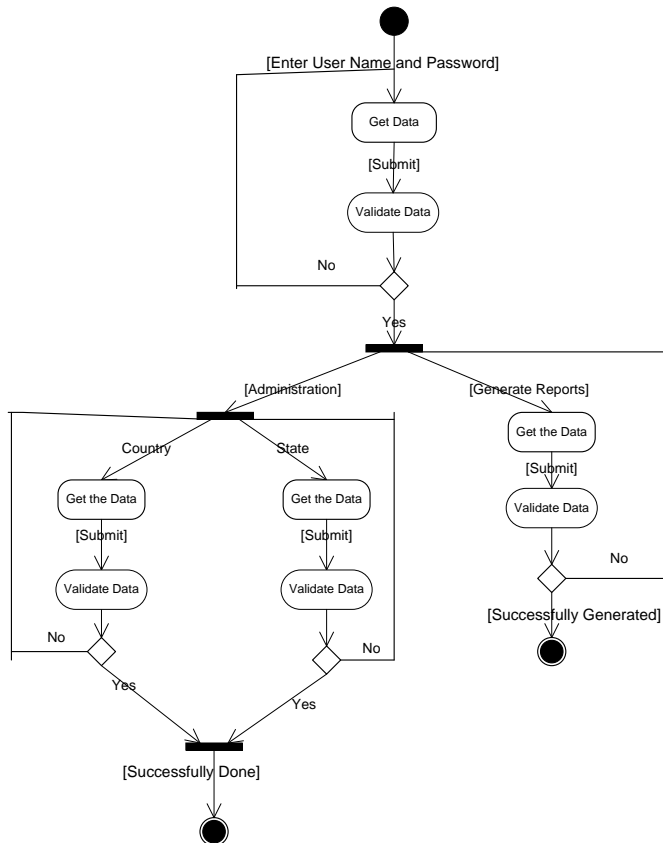 [Enter User Name and Password]
Get Data
[Submit]
Validate Data
No
Yes
[Administration]
[Generate Reports]
Country
State
Get the Data
[Submit]
Validate Data
No
Yes
Get the Data
[Submit]
Validate Data
No
Yes
[Successfully Done]
Get the Data
[Submit]
Validate Data
No
[Successfully Generated]